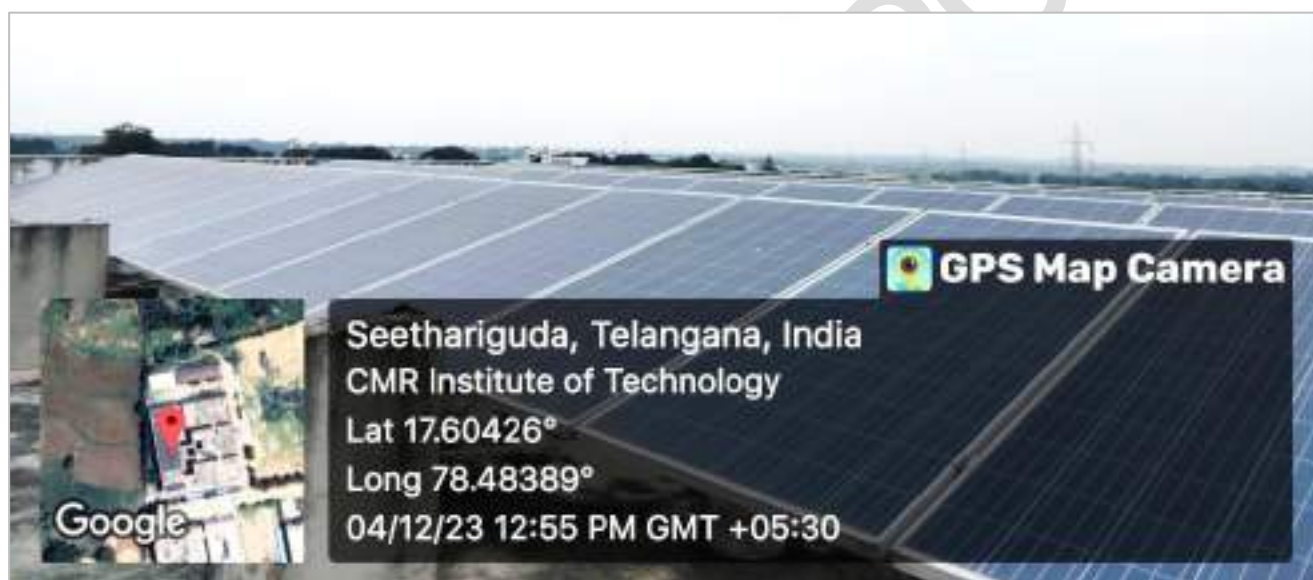 GPS Map Camera
Seethariguda, Telangana, India
CMR Institute of Technology
Lat 17.60426°
Long 78.48389°
04/12/23 12:55 PM GMT +05:30
Google